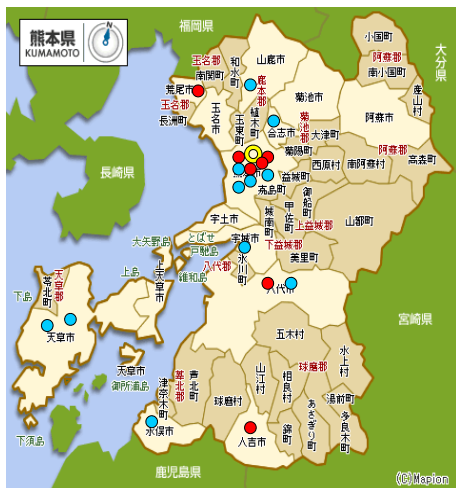 熊本県
KUMAMOTO
福岡県
小国町
阿蘇郡
南小国町
大分県
産山村
玉名郡
南関町
和水町
山鹿市
鹿本郡
植木町
菊池市
阿蘇市
荒尾市
玉名郡
長洲町
玉名市
玉東町
合志市
菊池郡
大津町
菊陽町
阿蘇郡
高森町
西原村
南阿蘇村
長崎県
益城町
嘉島町
御船町
甲佐町
城南町
山都町
上益城郡
下益城郡
美里町
宇土市
宇城市
大矢野島
とばせ
戸馳島
維和島
八代郡
氷川町
天草郡
苓北町
下島
上島
上天草市
八代市
宮崎県
天草市
天草市
御所浦島
五木村
水上村
球磨郡
芦北町
葦北郡
津奈木町
球磨村
山江村
相良村
湯前町
多良木町
あさぎり町
錦町
水俣市
人吉市
下須島
鹿児島県
(C)Mapion